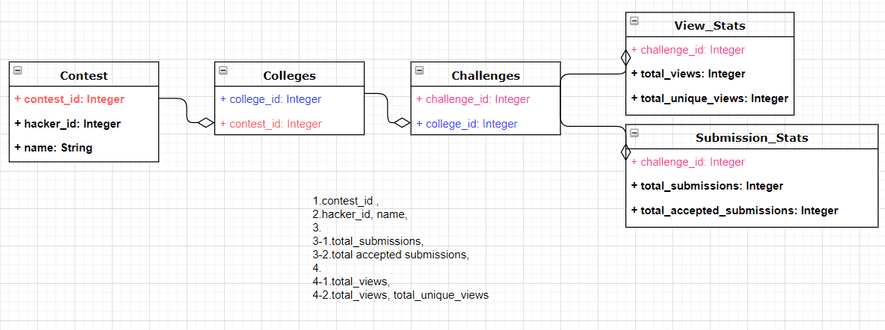 Contest
+ contest_id: Integer
+ hacker_id: Integer
+ name: String
Colleges
+ college_id: Integer
+ contest_id: Integer
Challenges
+ challenge_id: Integer
+ college_id: Integer
View_Stats
+ challenge_id: Integer
+ total_views: Integer
+ total_unique_views: Integer
Submission_Stats
+ challenge_id: Integer
+ total_submissions: Integer
+ total_accepted_submissions: Integer
1.contest_id ,
2.hacker_id, name,
3.
3-1.total_submissions,
3-2.total accepted submissions,
4.
4-1.total_views,
4-2.total_views, total_unique_views